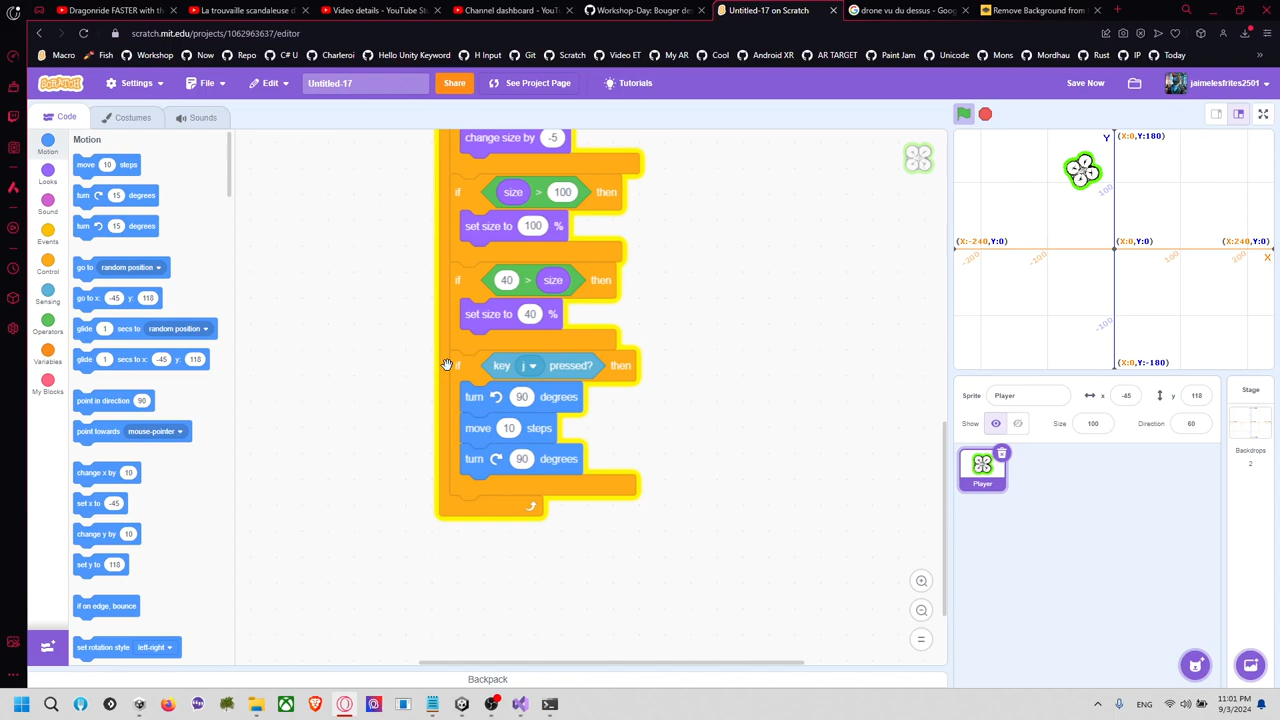 Dragonride FASTER with t
La trouvaille scandaleuse d'
Video details - YouTube Stu
Channel dashboard - YouTu
Workshop-Day: Bouger de
Untitled-17 on Scratch
drone vu du dessus - Goog
Remove Background from I
scratch.mit.edu/projects/1062963637/editor
Macro
Fish
Workshop
Now
Repo
C# U
Charleroi
Hello Unity Keyword
H Input
Git
Scratch
Video ET
My AR
Cool
Android XR
AR TARGET
Paint Jam
Unicode
Mons
Mordhau
Rust
IP
Today
SCRATCH
Settings
File
Edit
Untitled-17
Share
See Project Page
Tutorials
Save Now
jaimelesfrites2501
Code
Costumes
Sounds
Motion
Looks
Sound
Events
Control
Sensing
Operators
Variables
My Blocks
Motion
move 10 steps
turn 15 degrees
turn 15 degrees
go to random position
go to x: -45 y: 118
glide 1 secs to random position
glide 1 secs to x: -45 y: 118
point in direction 90
point towards mouse-pointer
change x by 10
set x to -45
change y by 10
set y to 118
if on edge, bounce
set rotation style left-right
change size by -5
if size > 100 then
set size to 100 %
if 40 > size then
set size to 40 %
if key j pressed? then
turn 90 degrees
move 10 steps
turn 90 degrees
Backpack
Y
(X:0,Y:180)
100
(X:-240,Y:0)
(X:0,Y:0)
(X:240,Y:0)
X
-200
-100
100
200
-100
(X:0,Y:-180)
Sprite
Player
x
-45
y
118
Show
Size
100
Direction
60
Player
Stage
Backdrops
2
ENG
11:01 PM
9/3/2024